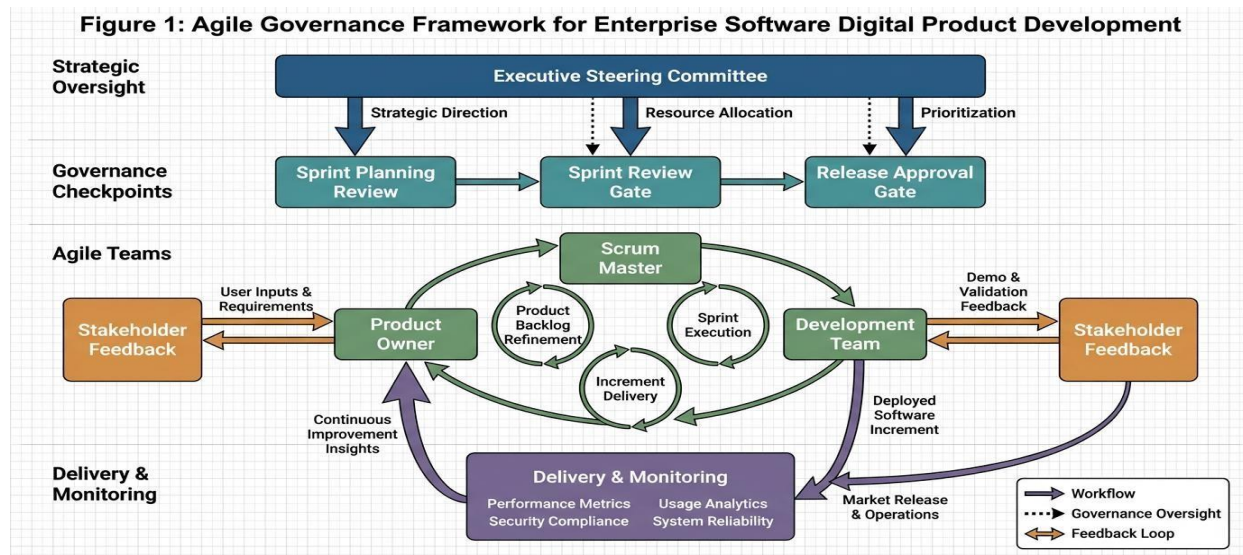 Figure 1: Agile Governance Framework for Enterprise Software Digital Product Development
Strategic
Oversight
Executive Steering Committee
Strategic Direction
Resource Allocation
Prioritization
Governance
Checkpoints
Sprint Planning
Review
Sprint Review
Gate
Release Approval
Gate
Agile Teams
Scrum
Master
User Inputs &
Requirements
Demo &
Validation
Feedback
Stakeholder
Feedback
Product
Owner
Product
Backlog
Refinement
Sprint
Execution
Development
Team
Stakeholder
Feedback
Increment
Delivery
Continuous
Improvement
Insights
Deployed
Software
Increment
Delivery &
Monitoring
Delivery & Monitoring
Performance Metrics
Usage Analytics
Security Compliance
System Reliability
Market Release
& Operations
Workflow
Governance Oversight
Feedback Loop